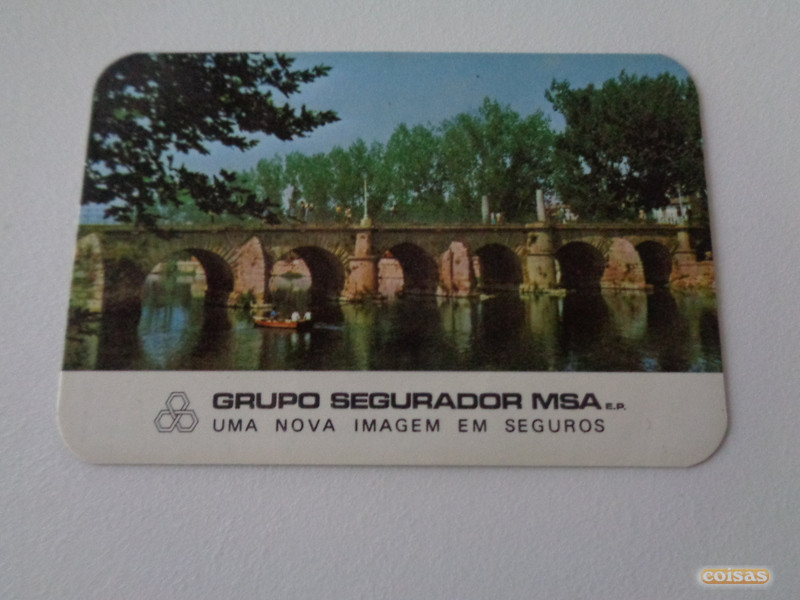 GRUPO SEGURADOR MSA E.P.
UMA NOVA IMAGEM EM SEGUROS
coisas